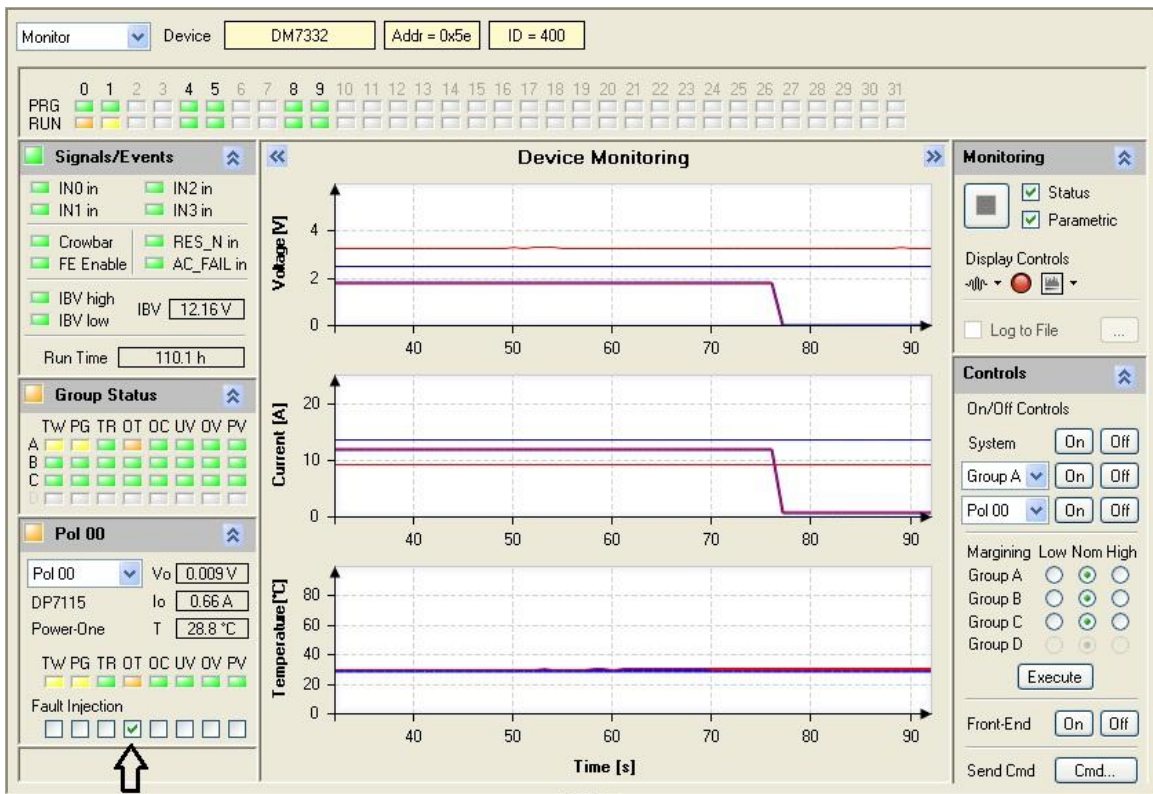 Monitor Device DM7332 Addr = 0x5e ID = 400
0 1 2 3 4 5 6 7 8 9 10 11 12 13 14 15 16 17 18 19 20 21 22 23 24 25 26 27 28 29 30 31
PRG
RUN
Signals/Events
IN0 in IN2 in
IN1 in IN3 in
Crowbar RES_N in
FE Enable AC_FAIL in
IBV high
IBV 12.16 V
IBV low
Run Time 110.1 h
Group Status
TW PG TR OT OC UV OV PV
A
B
C
D
Pol 00
Pol 00 Vo 0.009 V
DP7115 Io 0.66 A
Power-One T 28.8 °C
TW PG TR OT OC UV OV PV
Fault Injection
Device Monitoring
Voltage [V]
4
2
0
40 50 60 70 80 90
Current [A]
20
10
0
40 50 60 70 80 90
Temperature [°C]
80
60
40
20
0
40 50 60 70 80 90
Time [s]
Monitoring
Status
Parametric
Display Controls
Log to File ...
Controls
On/Off Controls
System On Off
Group A On Off
Pol 00 On Off
Margining Low Nom High
Group A
Group B
Group C
Group D
Execute
Front-End On Off
Send Cmd Cmd...